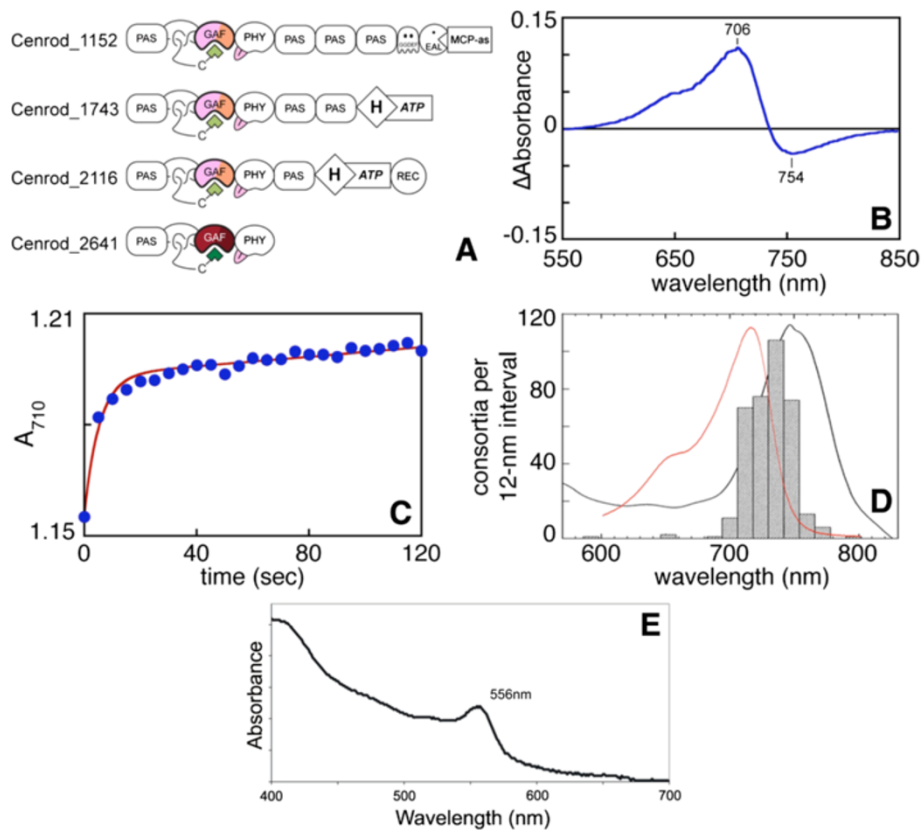 Cenrod_1152 PAS GAF PHY PAS PAS PAS GGDEF EAL MCP-as
C
Cenrod_1743 PAS GAF PHY PAS PAS H ATP
C
Cenrod_2116 PAS GAF PHY PAS H ATP REC
C
Cenrod_2641 PAS GAF PHY
C
A
0.15
0
-0.15
ΔAbsorbance
706
754
B
550 650 750 850
wavelength (nm)
1.21
1.15
A710
C
0 40 80 120
time (sec)
120
80
40
0
consortia per
12-nm interval
D
600 700 800
wavelength (nm)
E
Absorbance
556nm
400 500 600 700
Wavelength (nm)